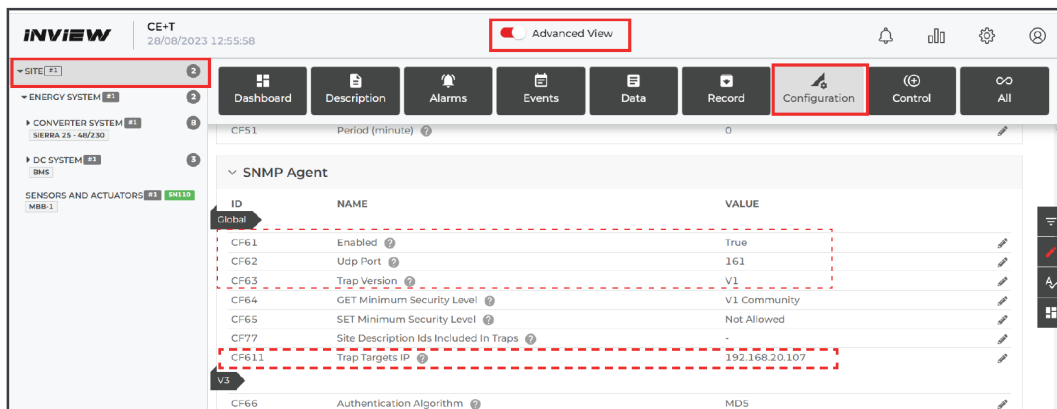 iNViEW
CE+T
28/08/2023 12:55:58
Advanced View
SITE #1 2
ENERGY SYSTEM #1 2
CONVERTER SYSTEM #1 8
SIERRA 25 - 48/230
DC SYSTEM #1 3
BMS
SENSORS AND ACTUATORS #1 SN110
MBB-1
Dashboard Description Alarms Events Data Record Configuration Control All
CF51 Period (minute) ? 0
SNMP Agent
ID NAME VALUE
Global
CF61 Enabled ? True
CF62 Udp Port ? 161
CF63 Trap Version ? V1
CF64 GET Minimum Security Level ? V1 Community
CF65 SET Minimum Security Level ? Not Allowed
CF77 Site Description Ids Included In Traps ? -
CF611 Trap Targets IP ? 192.168.20.107
V3
CF66 Authentication Algorithm ? MD5